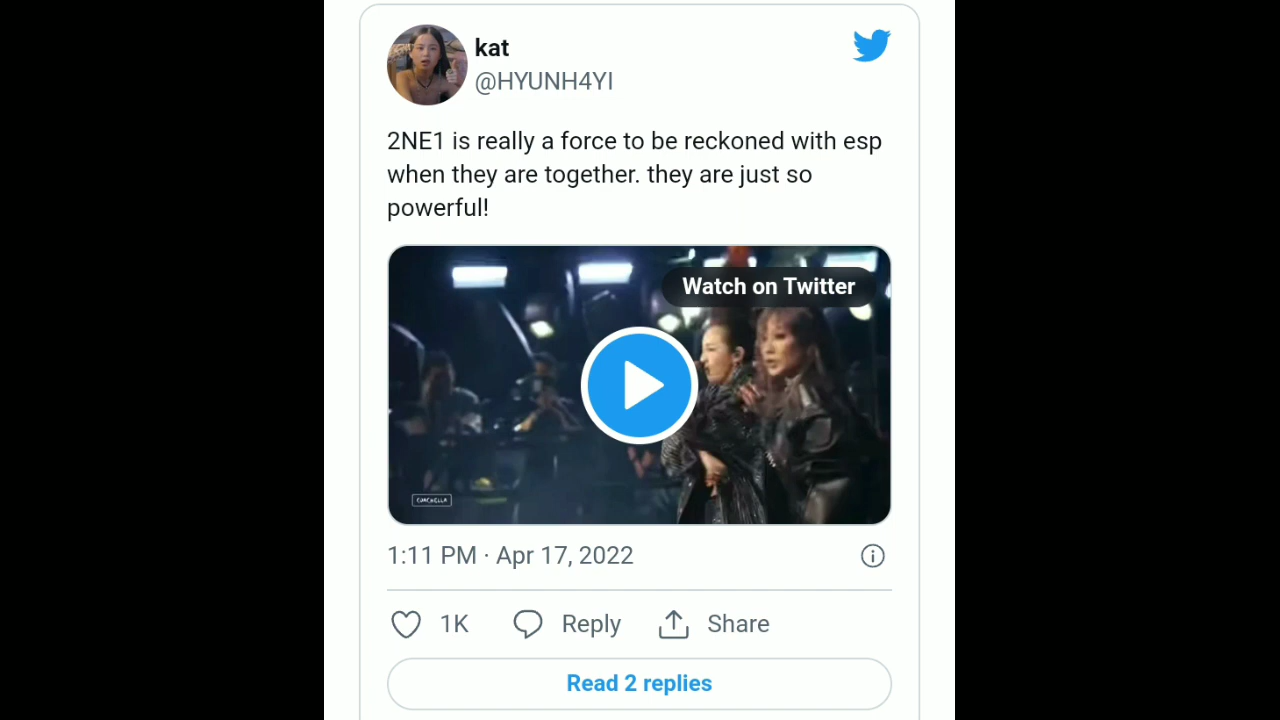 kat
@HYUNH4YI
2NE1 is really a force to be reckoned with esp
when they are together. they are just so
powerful!
Watch on Twitter
COACHELLA
1:11 PM · Apr 17, 2022
1K
Reply
Share
Read 2 replies